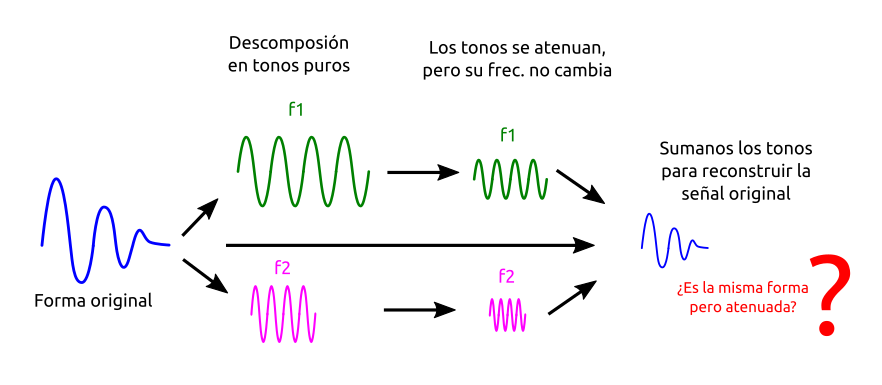 Descomposión
en tonos puros
Los tonos se atenuan,
pero su frec. no cambia
f1
f1
Sumanos los tonos
para reconstruir la
señal original
Forma original
f2
f2
¿Es la misma forma
pero atenuada?
?